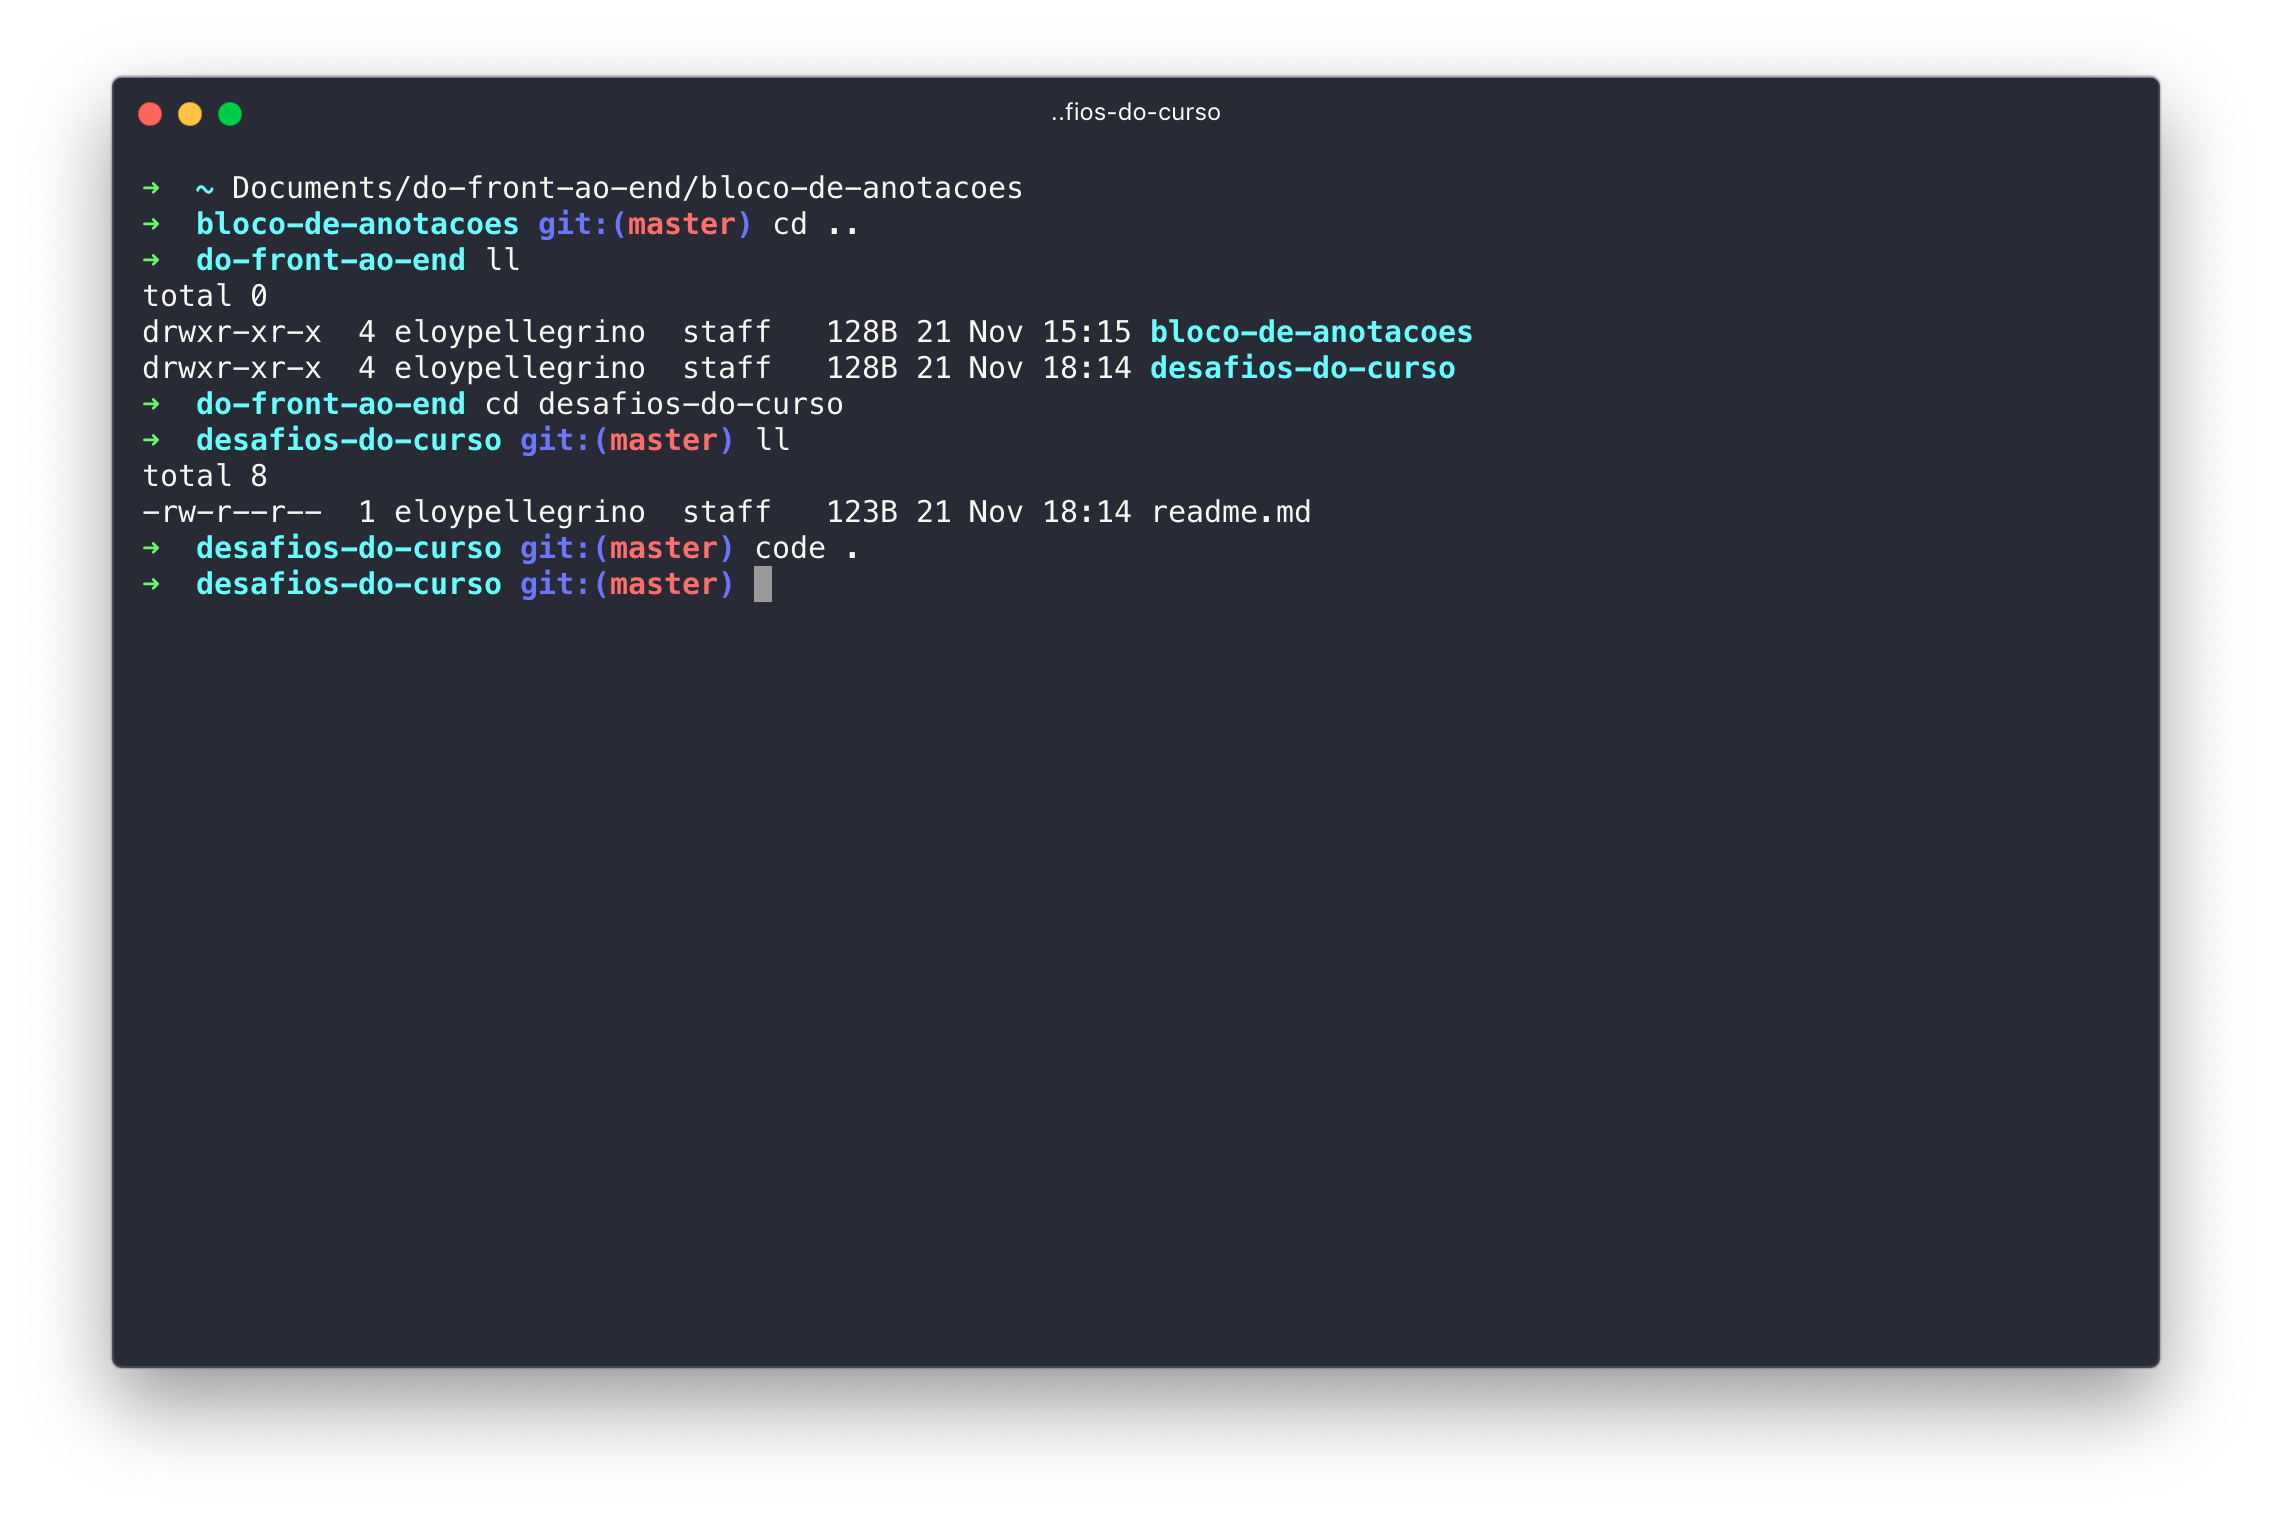 ..fios-do-curso
➜  ~ Documents/do-front-ao-end/bloco-de-anotacoes
➜  bloco-de-anotacoes git:(master) cd ..
➜  do-front-ao-end ll
total 0
drwxr-xr-x  4 eloypellegrino  staff   128B 21 Nov 15:15 bloco-de-anotacoes
drwxr-xr-x  4 eloypellegrino  staff   128B 21 Nov 18:14 desafios-do-curso
➜  do-front-ao-end cd desafios-do-curso
➜  desafios-do-curso git:(master) ll
total 8
-rw-r--r--  1 eloypellegrino  staff   123B 21 Nov 18:14 readme.md
➜  desafios-do-curso git:(master) code .
➜  desafios-do-curso git:(master)